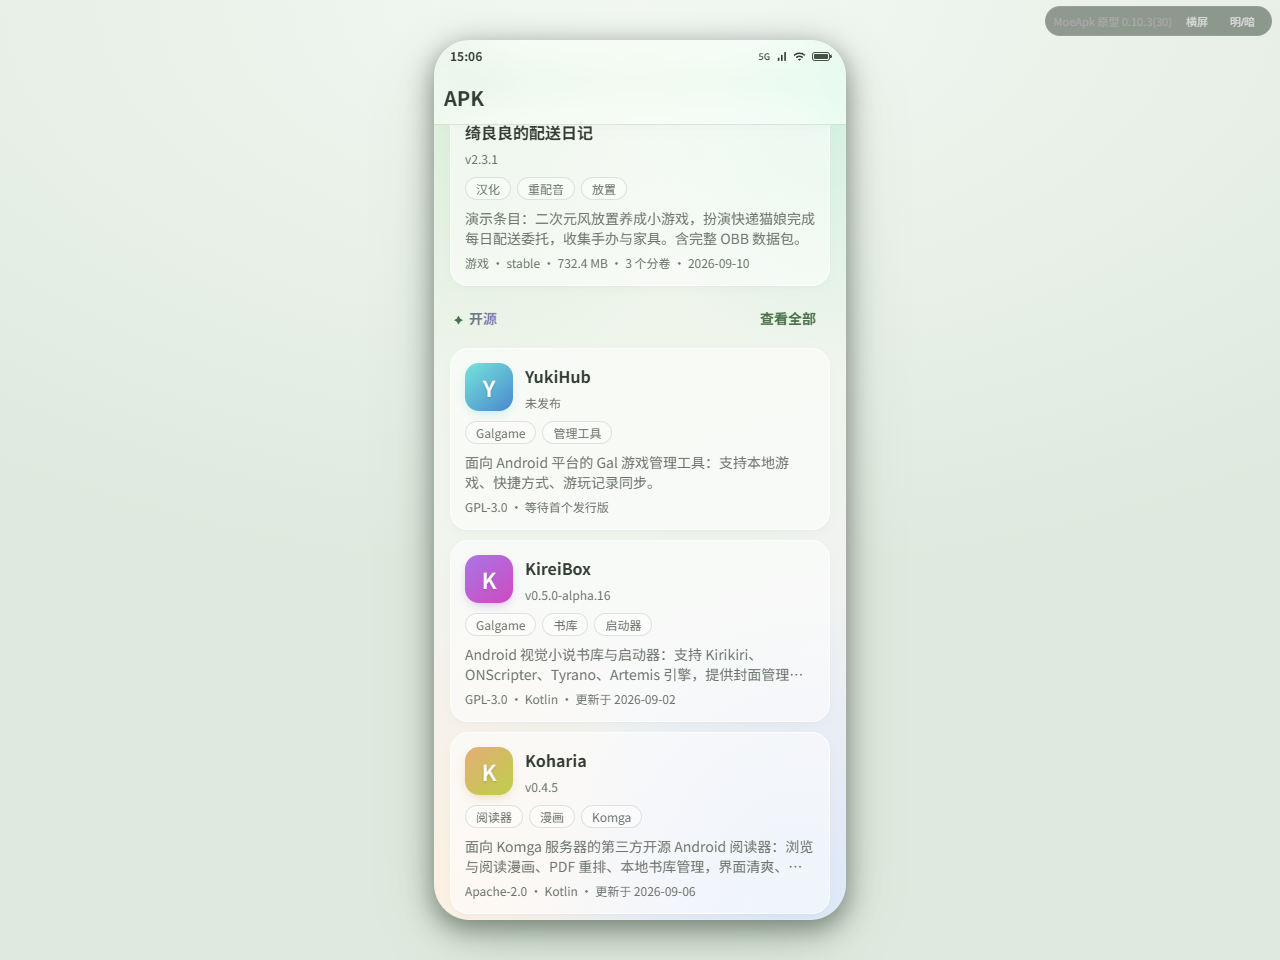 MoeApk 原型 0.10.3(30) 横屏 明/暗
15:06
5G
APK
绮良良的配送日记
v2.3.1
汉化 重配音 放置
演示条目：二次元风放置养成小游戏，扮演快递猫娘完成
每日配送委托，收集手办与家具。含完整 OBB 数据包。
游戏 • stable • 732.4 MB • 3 个分卷 • 2026-09-10
✦ 开源 查看全部
Y
YukiHub
未发布
Galgame 管理工具
面向 Android 平台的 Gal 游戏管理工具：支持本地游
戏、快捷方式、游玩记录同步。
GPL-3.0 • 等待首个发行版
K
KireiBox
v0.5.0-alpha.16
Galgame 书库 启动器
Android 视觉小说书库与启动器：支持 Kirikiri、
ONScripter、Tyrano、Artemis 引擎，提供封面管理…
GPL-3.0 • Kotlin • 更新于 2026-09-02
K
Koharia
v0.4.5
阅读器 漫画 Komga
面向 Komga 服务器的第三方开源 Android 阅读器：浏览
与阅读漫画、PDF 重排、本地书库管理，界面清爽、…
Apache-2.0 • Kotlin • 更新于 2026-09-06